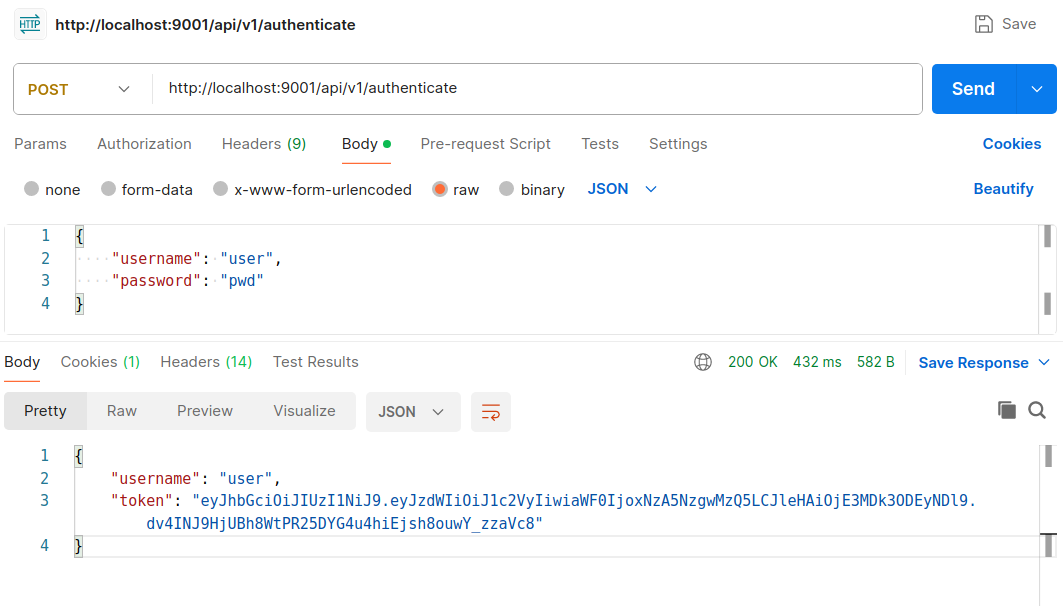 HTTP http://localhost:9001/api/v1/authenticate Save
POST http://localhost:9001/api/v1/authenticate Send
Params Authorization Headers (9) Body Pre-request Script Tests Settings Cookies
none form-data x-www-form-urlencoded raw binary JSON Beautify
1 {
2 "username": "user",
3 "password": "pwd"
4 }
Body Cookies (1) Headers (14) Test Results 200 OK 432 ms 582 B Save Response
Pretty Raw Preview Visualize JSON
1 {
2 "username": "user",
3 "token": "eyJhbGciOiJIUzI1NiJ9.eyJzdWIiOiJ1c2VyIiwiaWF0IjoxNzA5NzgwMzQ5LCJleHAiOjE3MDk3ODEyNDl9.
dv4INJ9HjUBh8WtPR25DYG4u4hiEjsh8ouwY_zzaVc8"
4 }